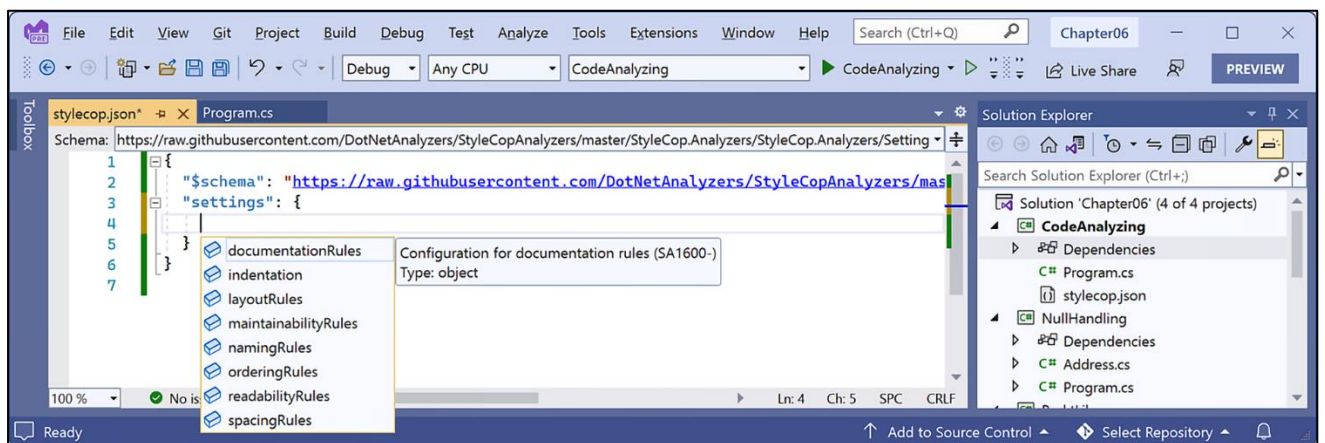 PRE File Edit View Git Project Build Debug Test Analyze Tools Extensions Window Help Search (Ctrl+Q) Chapter06
Debug Any CPU CodeAnalyzing CodeAnalyzing Live Share PREVIEW
Toolbox
stylecop.json* Program.cs
Schema: https://raw.githubusercontent.com/DotNetAnalyzers/StyleCopAnalyzers/master/StyleCop.Analyzers/StyleCop.Analyzers/Setting
1 {
2 "$schema": "https://raw.githubusercontent.com/DotNetAnalyzers/StyleCopAnalyzers/mas
3 "settings": {
4
5 }
6 }
7
documentationRules
indentation
layoutRules
maintainabilityRules
namingRules
orderingRules
readabilityRules
spacingRules
Configuration for documentation rules (SA1600-)
Type: object
100 % No is Ln: 4 Ch: 5 SPC CRLF
Solution Explorer
Search Solution Explorer (Ctrl+;)
Solution 'Chapter06' (4 of 4 projects)
C# CodeAnalyzing
Dependencies
C# Program.cs
stylecop.json
C# NullHandling
Dependencies
C# Address.cs
C# Program.cs
Ready Add to Source Control Select Repository